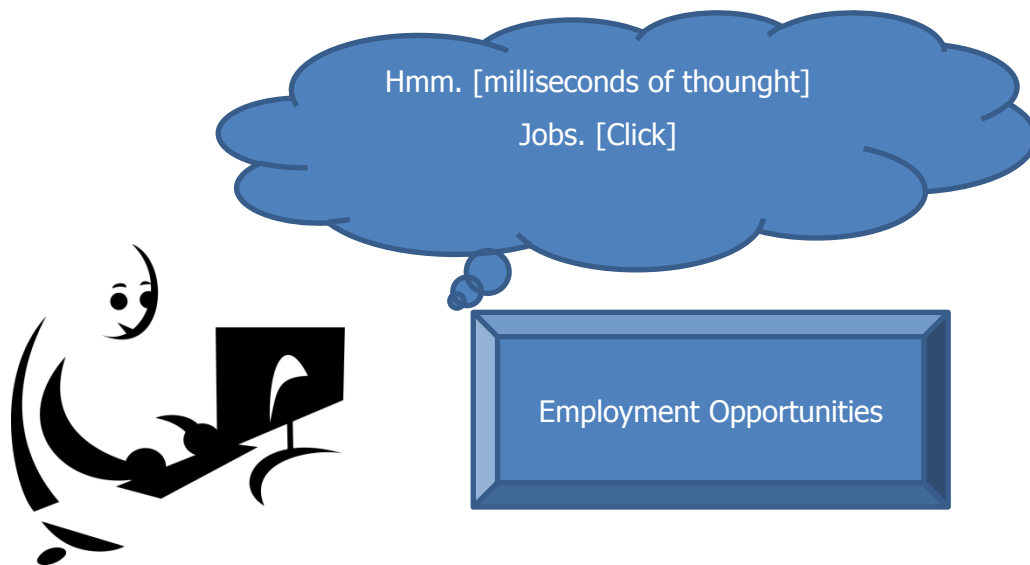 Hmm. [milliseconds of thounght]
Jobs. [Click]
Employment Opportunities